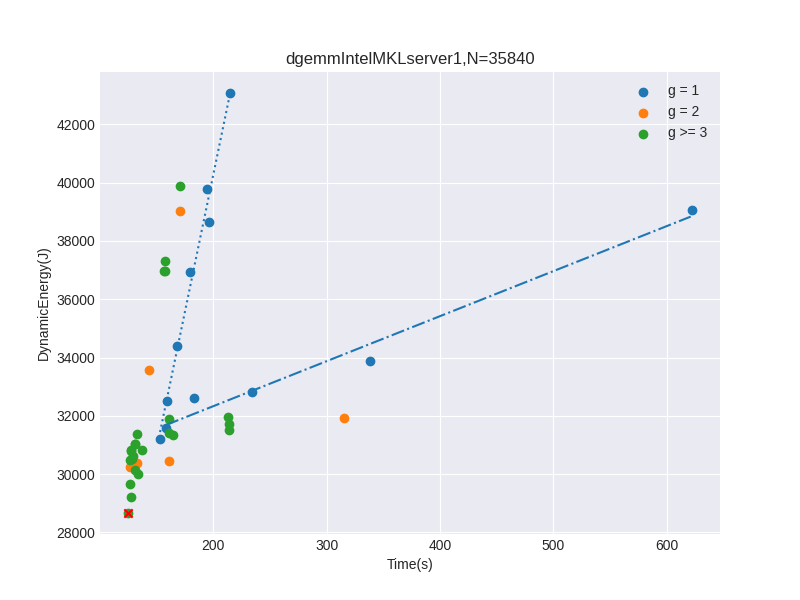 dgemmIntelMKLserver1,N=35840
g = 1
g = 2
g >= 3
DynamicEnergy(J)
42000
40000
38000
36000
34000
32000
30000
28000
200
300
400
500
600
Time(s)